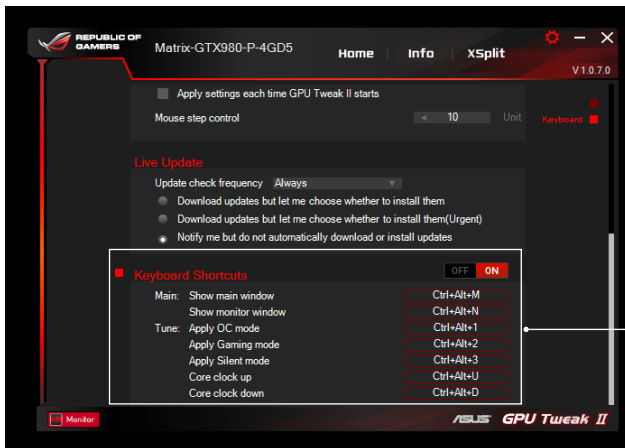 REPUBLIC OF
GAMERS
Matrix-GTX980-P-4GD5
Home
Info
XSplit
V 1.0.7.0
Apply settings each time GPU Tweak II starts
Mouse step control
10
Unit
Keyboard
Live Update
Update check frequency Always
Download updates but let me choose whether to install them
Download updates but let me choose whether to install them(Urgent)
Notify me but do not automatically download or install updates
Keyboard Shortcuts OFF ON
Main: Show main window Ctrl+Alt+M
Show monitor window Ctrl+Alt+N
Tune: Apply OC mode Ctrl+Alt+1
Apply Gaming mode Ctrl+Alt+2
Apply Silent mode Ctrl+Alt+3
Core clock up Ctrl+Alt+U
Core clock down Ctrl+Alt+D
Monitor
ASUS GPU Tweak II